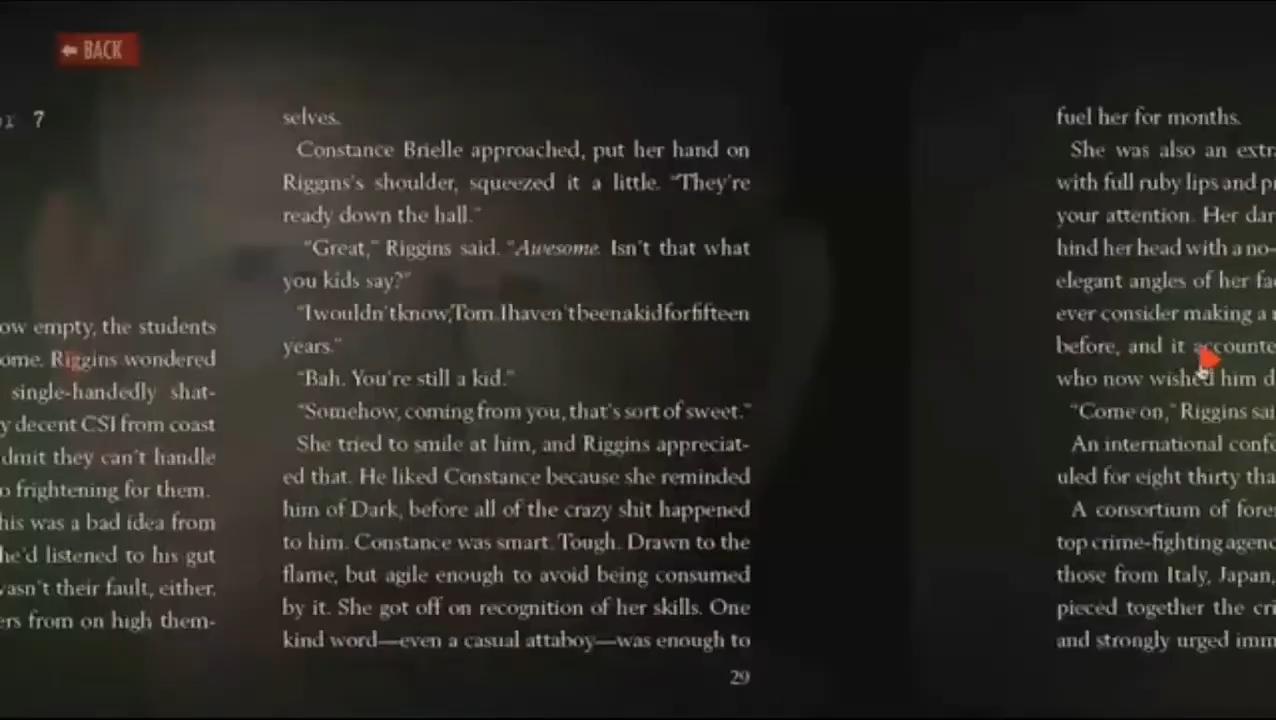 BACK
7
ow empty, the students
ome. Riggins wondered
single-handedly shat-
y decent CSI from coast
dmit they can't handle
o frightening for them.
his was a bad idea from
he'd listened to his gut
asn't their fault, either.
ers from on high them-
selves.
Constance Brielle approached, put her hand on
Riggins's shoulder, squeezed it a little. "They're
ready down the hall."
"Great," Riggins said. "Awesome. Isn't that what
you kids say?"
"I wouldn't know, Tom. I haven't been a kid for fifteen
years."
"Bah. You're still a kid."
"Somehow, coming from you, that's sort of sweet."
She tried to smile at him, and Riggins appreciat-
ed that. He liked Constance because she reminded
him of Dark, before all of the crazy shit happened
to him. Constance was smart. Tough. Drawn to the
flame, but agile enough to avoid being consumed
by it. She got off on recognition of her skills. One
kind word—even a casual attaboy—was enough to
29
fuel her for months.
She was also an extr
with full ruby lips and p
your attention. Her dar
hind her head with a no-
elegant angles of her fa
ever consider making a
before, and it accounte
who now wished him d
"Come on," Riggins sai
An international confe
uled for eight thirty tha
A consortium of fore
top crime-fighting agenc
those from Italy, Japan,
pieced together the cri
and strongly urged imm